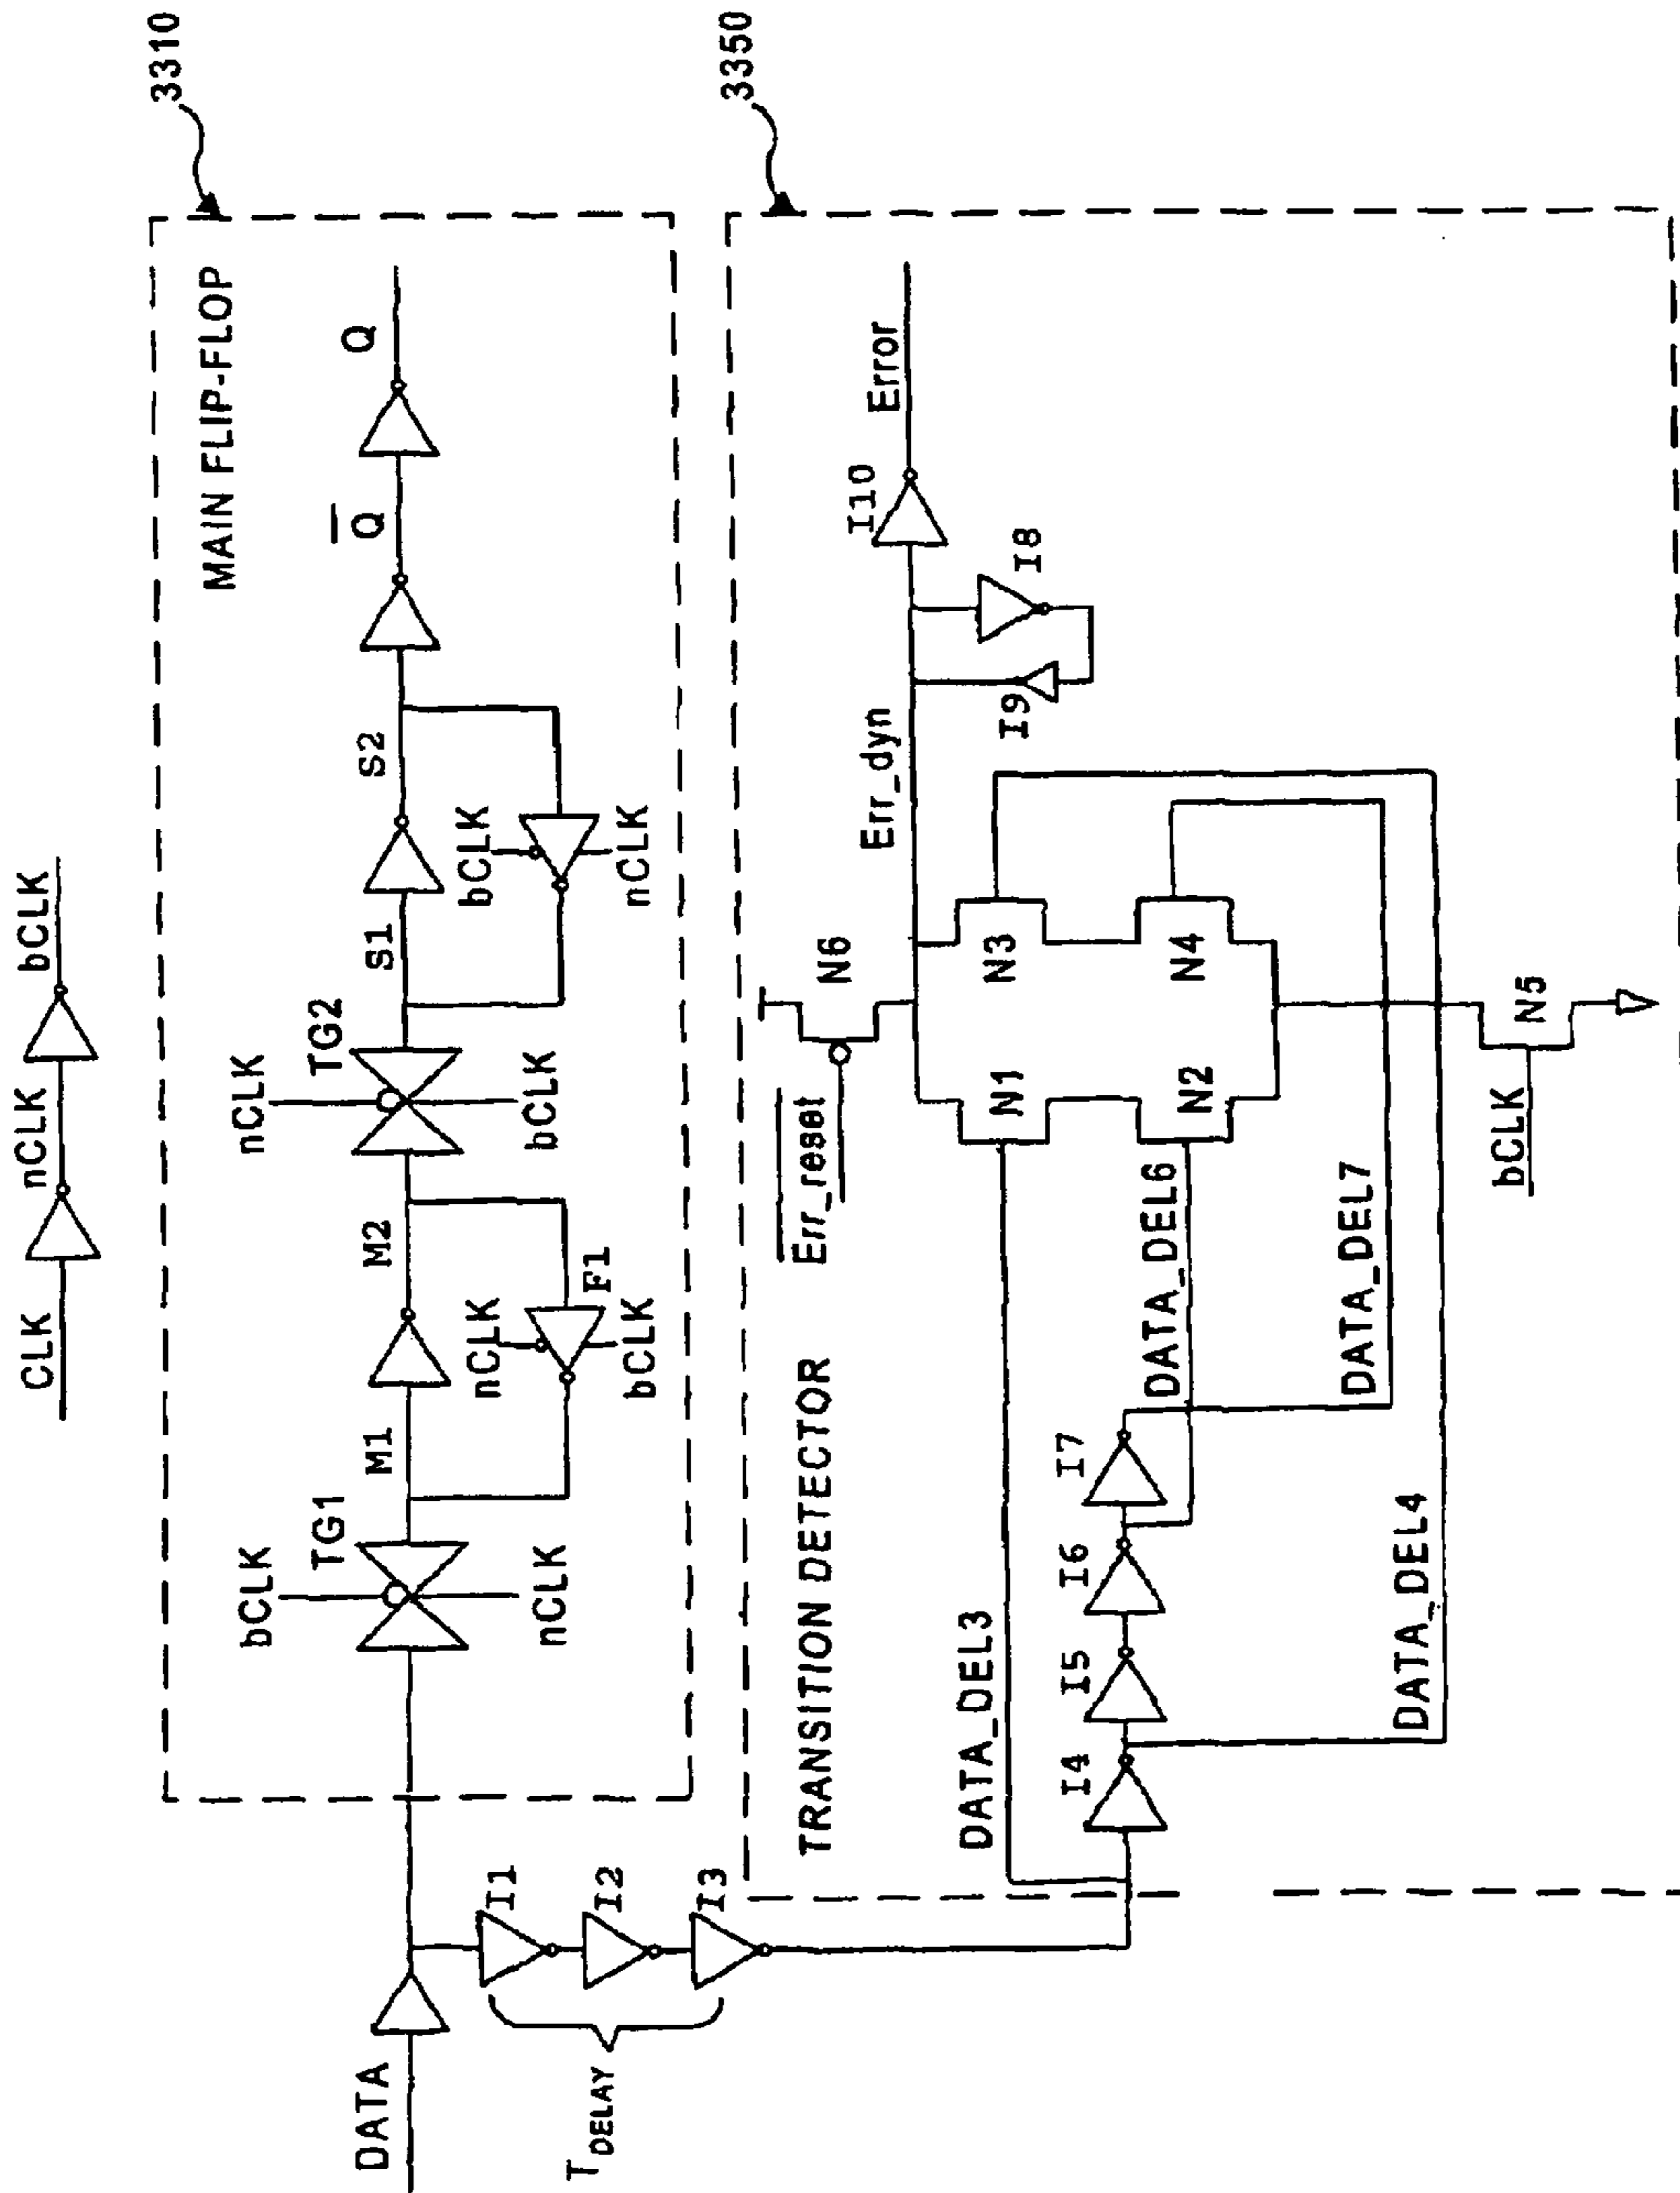 CLK
nCLK
bCLK
3310
MAIN FLIP-FLOP
DATA
bCLK
TG1
nCLK
M1
M2
nCLK
F1
bCLK
nCLK
TG2
bCLK
S1
S2
bCLK
nCLK
Q
Q
T DELAY
I1
I2
I3
3350
TRANSITION DETECTOR
Err_reset
N6
Err_dyn
I10
Error
I9
I8
DATA_DEL3
N1
N3
N2
N4
I4
I5
I6
I7
DATA_DEL6
DATA_DEL7
DATA_DEL4
bCLK
N5